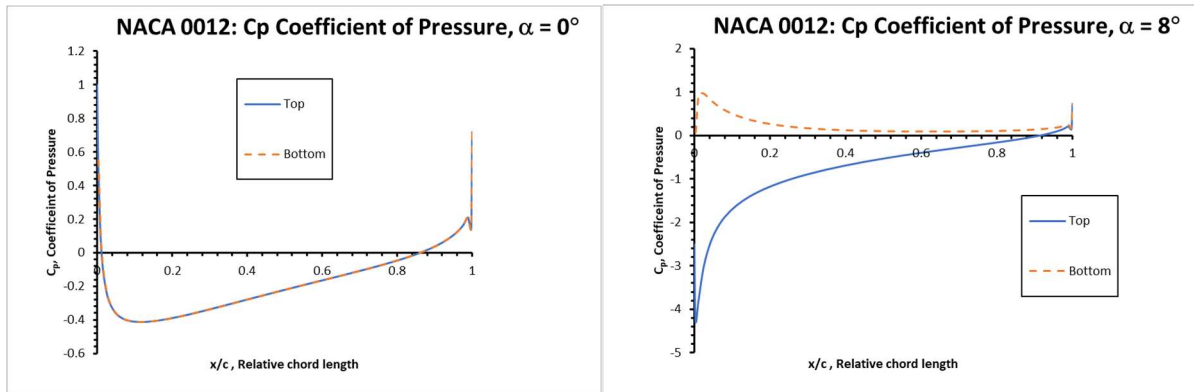 NACA 0012: Cp Coefficient of Pressure, α = 0°
1.2
1
0.8
0.6
0.4
0.2
0
-0.2
-0.4
-0.6
0 0.2 0.4 0.6 0.8 1
Cp, Coefficeint of Pressure
x/c , Relative chord length
Top
Bottom
NACA 0012: Cp Coefficient of Pressure, α = 8°
2
1
0
-1
-2
-3
-4
-5
0 0.2 0.4 0.6 0.8 1
Cp, Coefficeint of Pressure
x/c , Relative chord length
Top
Bottom